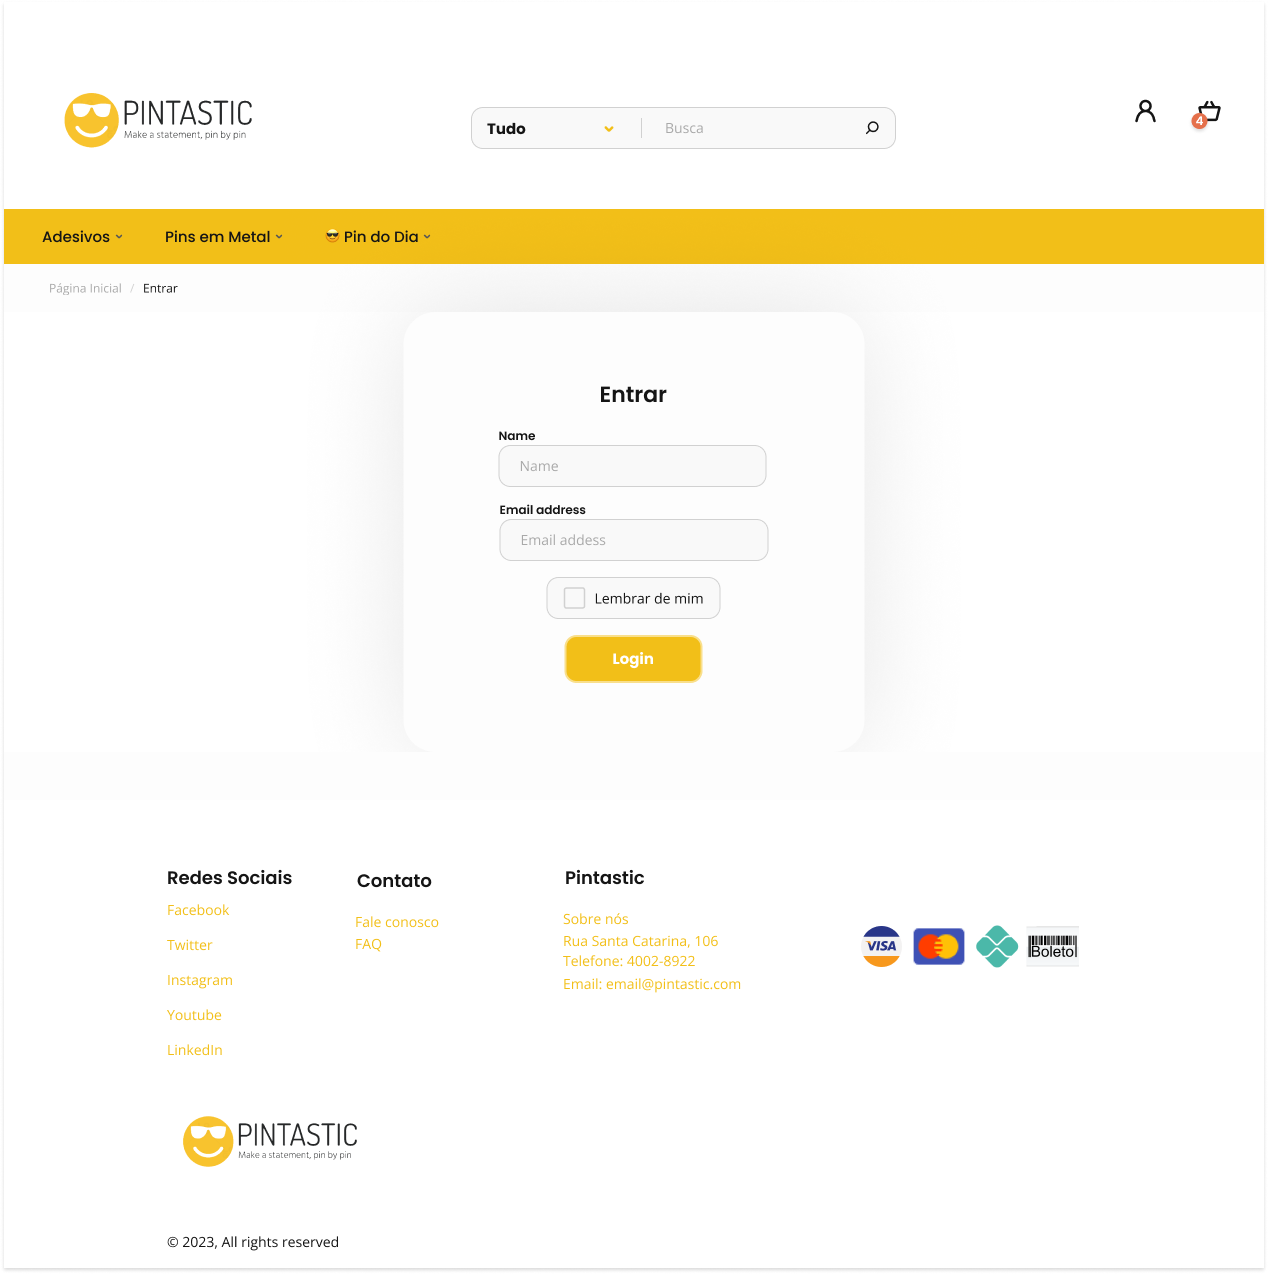 PINTASTIC
Make a statement, pin by pin
Tudo
Busca
4
Adesivos
Pins em Metal
😎 Pin do Dia
Página Inicial / Entrar
Entrar
Name
Name
Email address
Email addess
Lembrar de mim
Login
Redes Sociais
Facebook
Twitter
Instagram
Youtube
LinkedIn
Contato
Fale conosco
FAQ
Pintastic
Sobre nós
Rua Santa Catarina, 106
Telefone: 4002-8922
Email: email@pintastic.com
VISA
Boleto
PINTASTIC
Make a statement, pin by pin
© 2023, All rights reserved